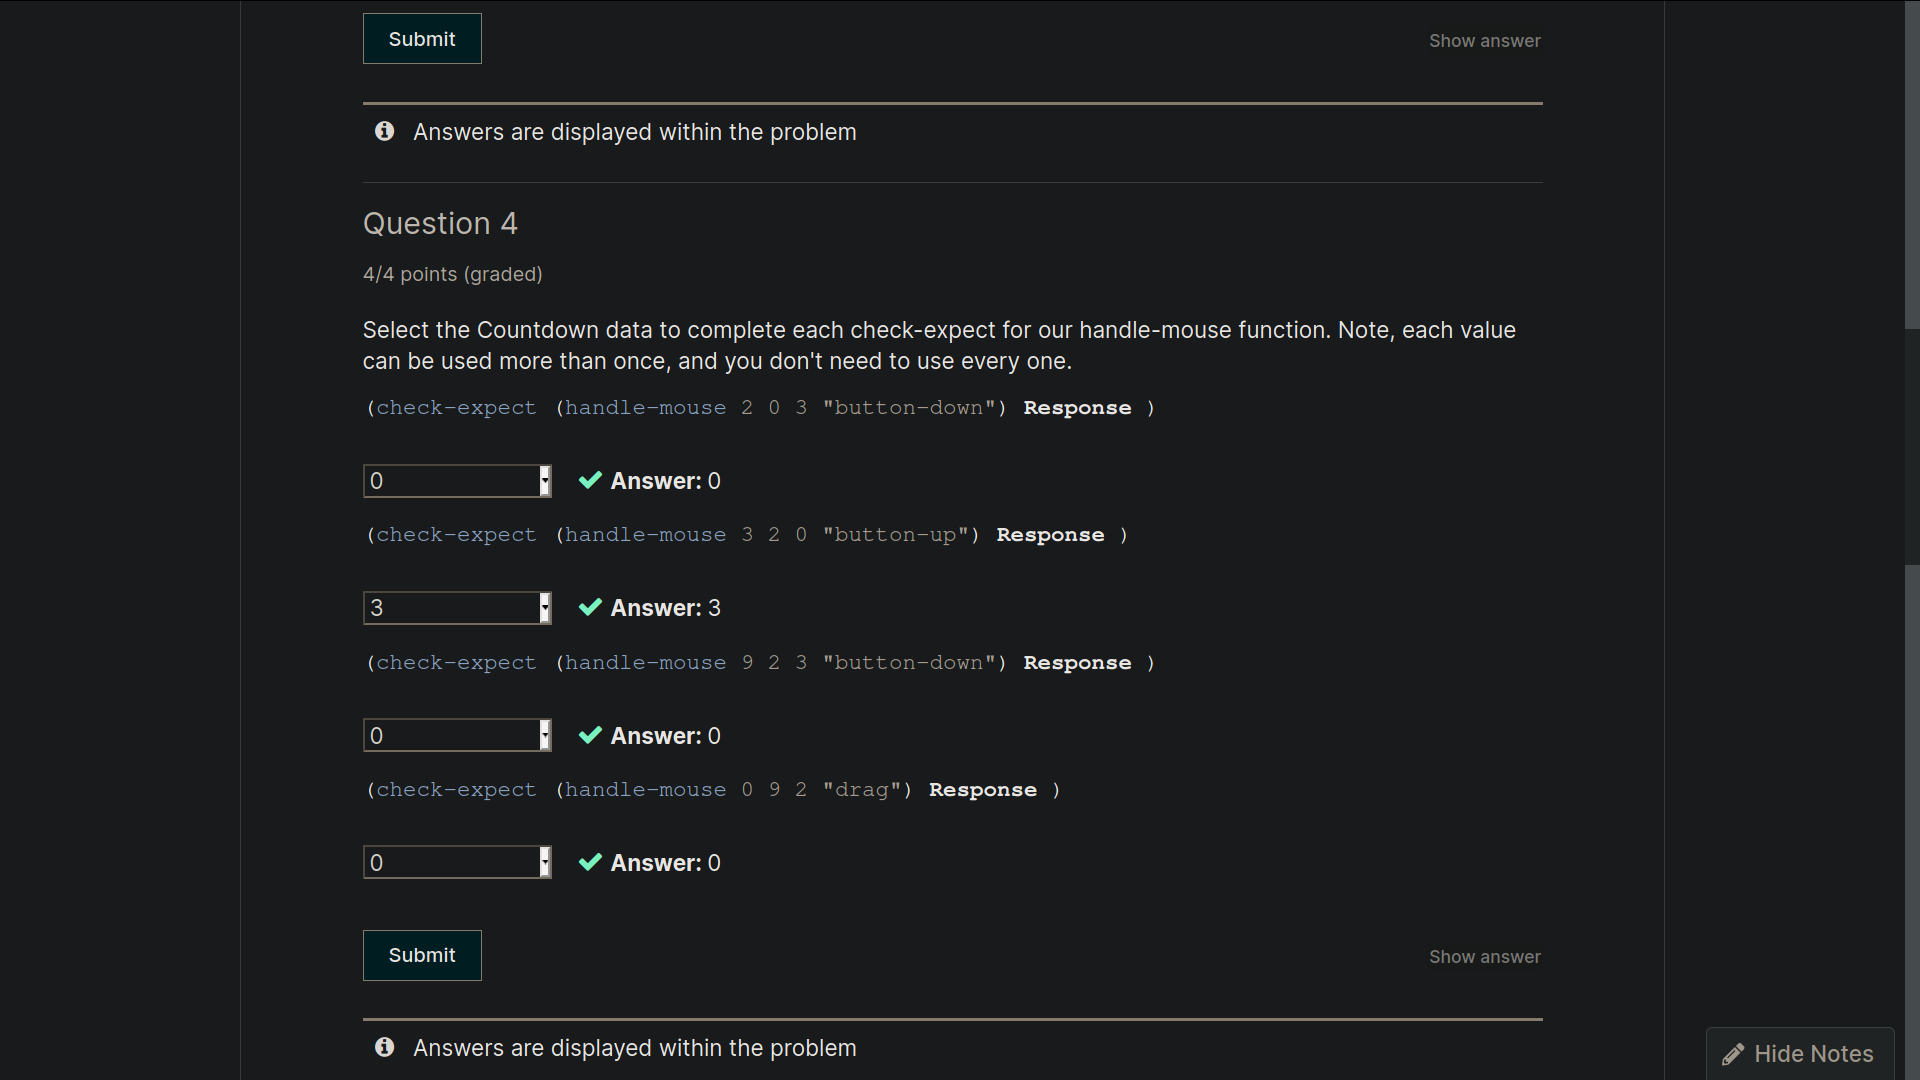 Submit
Show answer
Answers are displayed within the problem
Question 4
4/4 points (graded)
Select the Countdown data to complete each check-expect for our handle-mouse function. Note, each value
can be used more than once, and you don't need to use every one.
(check-expect (handle-mouse 2 0 3 "button-down") Response )
0 Answer: 0
(check-expect (handle-mouse 3 2 0 "button-up") Response )
3 Answer: 3
(check-expect (handle-mouse 9 2 3 "button-down") Response )
0 Answer: 0
(check-expect (handle-mouse 0 9 2 "drag") Response )
0 Answer: 0
Submit
Show answer
Answers are displayed within the problem
Hide Notes